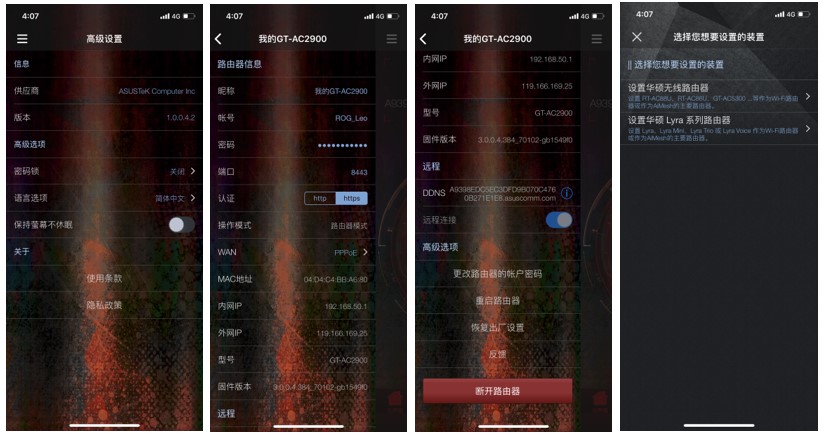 4:07
4G
高级设置
信息
供应商 ASUSTeK Computer Inc
版本 1.0.0.4.2
高级选项
密码锁 关闭
语言选项 简体中文
保持萤幕不休眠
关于
使用条款
隐私政策
4:07
4G
我的GT-AC2900
路由器信息
昵称 我的GT-AC2900
帐号 ROG_Leo
密码 •••••••••••
端口 8443
认证 http https
操作模式 路由器模式
WAN PPPoE
MAC地址 04:D4:C4:BB:A6:80
内网IP 192.168.50.1
外网IP 119.166.169.25
型号 GT-AC2900
固件版本 3.0.0.4.384_70102-gb1549f0
远程
4:07
4G
我的GT-AC2900
内网IP 192.168.50.1
外网IP 119.166.169.25
型号 GT-AC2900
固件版本 3.0.0.4.384_70102-gb1549f0
远程
DDNS A9398EDC5EC3DFD9B070C476
0B271E1E8.asuscomm.com
远程连接
高级选项
更改路由器的帐户密码
重启路由器
恢复出厂设置
反馈
断开路由器
4:07
4G
选择您想要设置的装置
选择您想要设置的装置
设置华硕无线路由器
设置 RT-AC68U、RT-AC86U、GT-AC5300 ...等作为Wi-Fi路由器
或作为AiMesh的主要路由器。
设置华硕 Lyra 系列路由器
设置 Lyra、Lyra Mini、Lyra Trio 或 Lyra Voice 作为Wi-Fi路由器
或作为AiMesh的主要路由器。